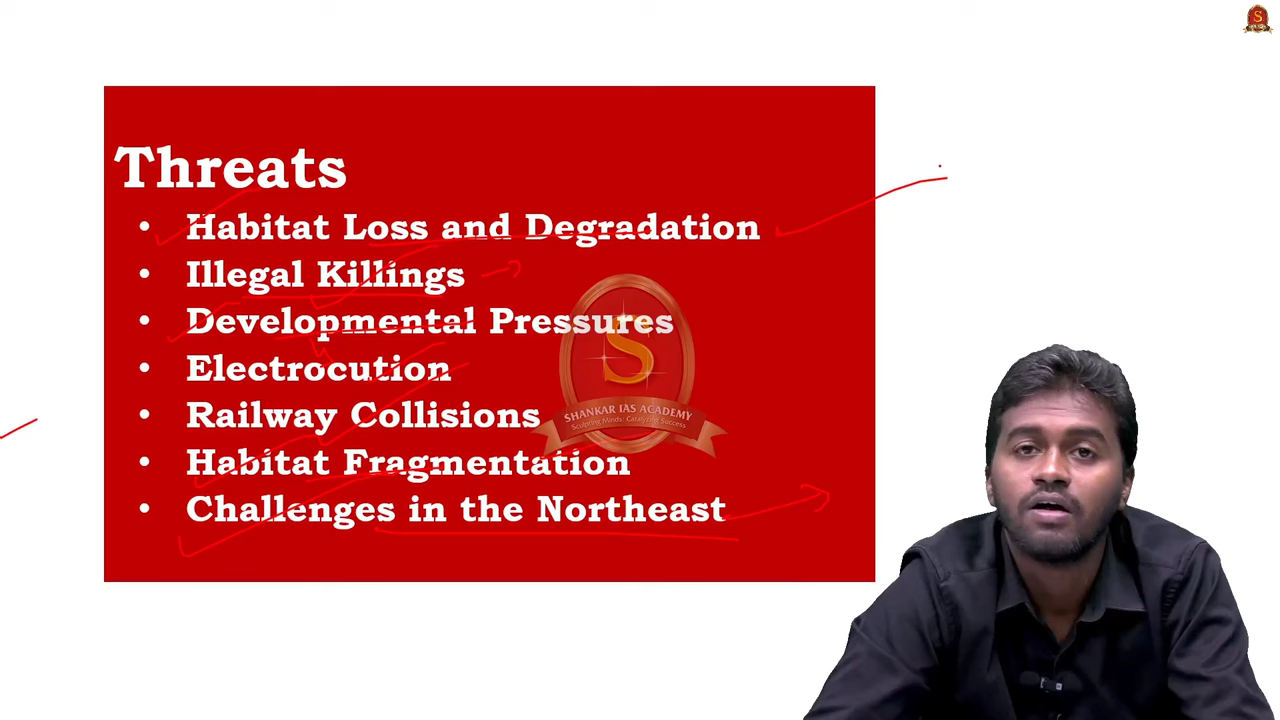 Threats
• Habitat Loss and Degradation
• Illegal Killings
• Developmental Pressures
• Electrocution
• Railway Collisions
• Habitat Fragmentation
• Challenges in the Northeast
S
SHANKAR IAS ACADEMY
Sculpting Minds. Catalyzing Success
S